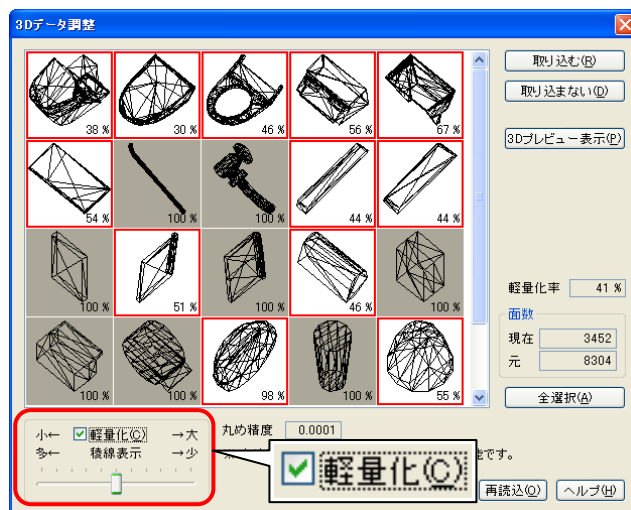 3Dデータ調整
38 %
30 %
46 %
56 %
67 %
取り込む(R)
取り込まない(D)
3Dプレビュー表示(P)
54 %
100 %
100 %
44 %
44 %
100 %
51 %
100 %
46 %
100 %
軽量化率 41 %
面数
現在 3452
元 8304
100 %
100 %
98 %
100 %
55 %
全選択(A)
小← 軽量化(C) →大
多← 稜線表示 →少
丸め精度 0.0001
です。
軽量化(C)
再読込(O)
ヘルプ(H)